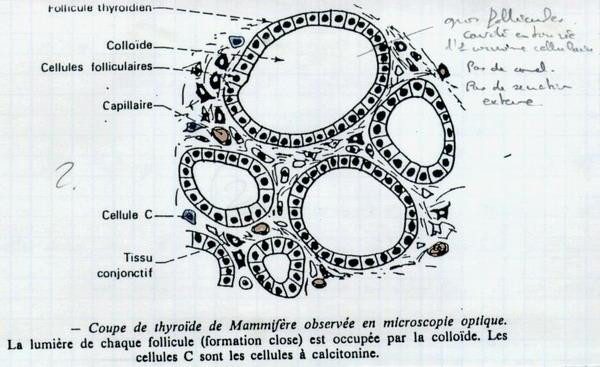 Follicule thyroïdien
gros follicules
cavité entourée
d'1 cellulaire
Colloïde
Cellules folliculaires
Pas de canal.
Pas de
externe.
Capillaire
2.
Cellule C
Tissu
conjonctif
— Coupe de thyroïde de Mammifère observée en microscopie optique.
La lumière de chaque follicule (formation close) est occupée par la colloïde. Les
cellules C sont les cellules à calcitonine.